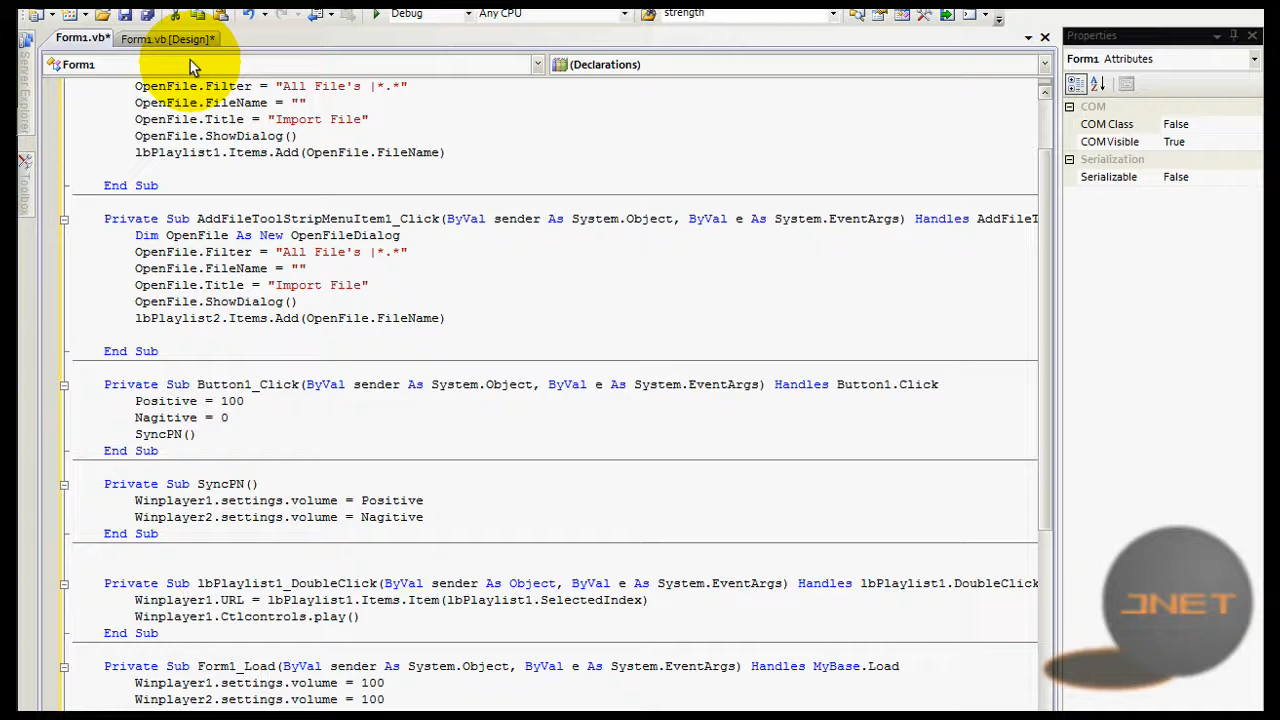 Debug
Any CPU
strength
Form1.vb*
Form1.vb [Design]*
Properties
Form1
(Declarations)
Form1 Attributes
OpenFile.Filter = "All File's |*.*"
OpenFile.FileName = ""
OpenFile.Title = "Import File"
OpenFile.ShowDialog()
lbPlaylist1.Items.Add(OpenFile.FileName)
End Sub
Private Sub AddFileToolStripMenuItem1_Click(ByVal sender As System.Object, ByVal e As System.EventArgs) Handles AddFileT
Dim OpenFile As New OpenFileDialog
OpenFile.Filter = "All File's |*.*"
OpenFile.FileName = ""
OpenFile.Title = "Import File"
OpenFile.ShowDialog()
lbPlaylist2.Items.Add(OpenFile.FileName)
End Sub
Private Sub Button1_Click(ByVal sender As System.Object, ByVal e As System.EventArgs) Handles Button1.Click
Positive = 100
Nagitive = 0
SyncPN()
End Sub
Private Sub SyncPN()
Winplayer1.settings.volume = Positive
Winplayer2.settings.volume = Nagitive
End Sub
Private Sub lbPlaylist1_DoubleClick(ByVal sender As Object, ByVal e As System.EventArgs) Handles lbPlaylist1.DoubleClick
Winplayer1.URL = lbPlaylist1.Items.Item(lbPlaylist1.SelectedIndex)
Winplayer1.Ctlcontrols.play()
End Sub
Private Sub Form1_Load(ByVal sender As System.Object, ByVal e As System.EventArgs) Handles MyBase.Load
Winplayer1.settings.volume = 100
Winplayer2.settings.volume = 100
COM
COM Class False
COM Visible True
Serialization
Serializable False
Server Explorer
Toolbox
JNET